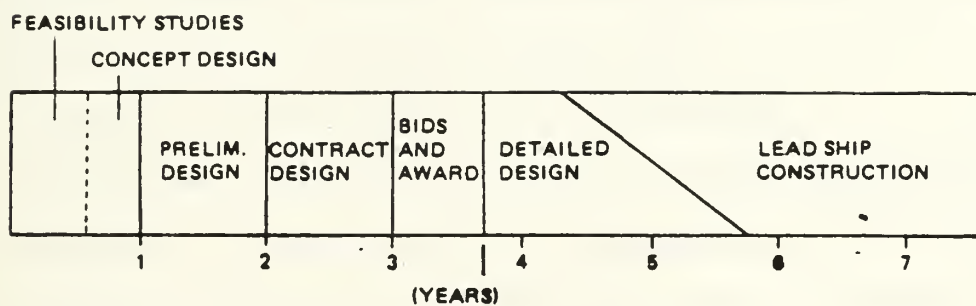 FEASIBILITY STUDIES
CONCEPT DESIGN
PRELIM.
DESIGN
CONTRACT
DESIGN
BIDS
AND
AWARD
DETAILED
DESIGN
LEAD SHIP
CONSTRUCTION
1 2 3 4 5 6 7
(YEARS)